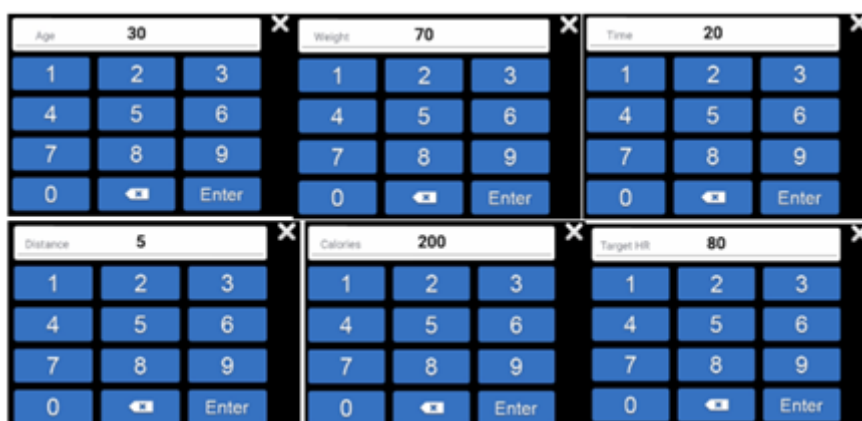 Age 30
1 2 3
4 5 6
7 8 9
0 Enter
Weight 70
1 2 3
4 5 6
7 8 9
0 Enter
Time 20
1 2 3
4 5 6
7 8 9
0 Enter
Distance 5
1 2 3
4 5 6
7 8 9
0 Enter
Calories 200
1 2 3
4 5 6
7 8 9
0 Enter
Target HR 80
1 2 3
4 5 6
7 8 9
0 Enter